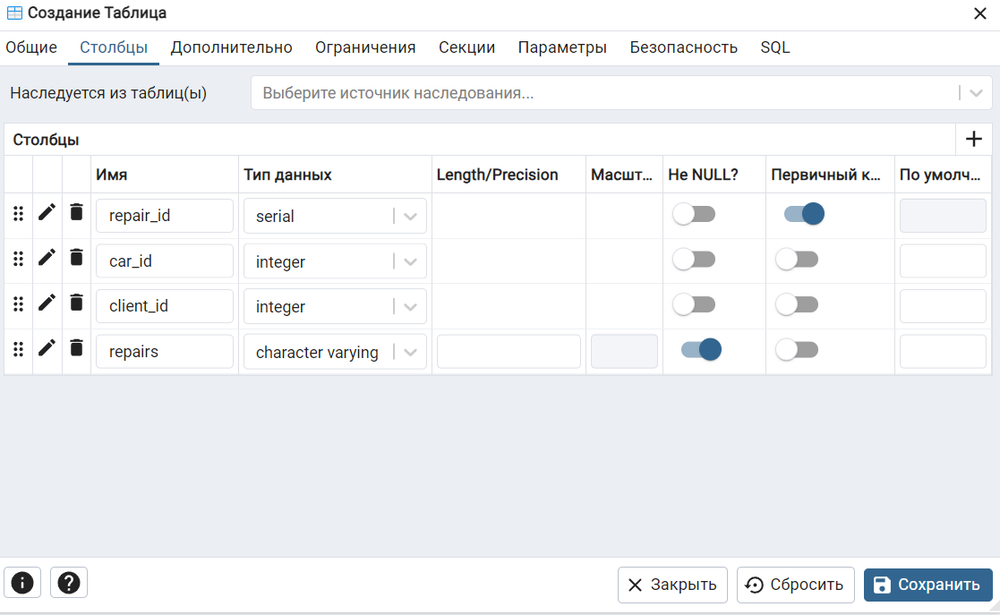 Создание Таблица
Общие Столбцы Дополнительно Ограничения Секции Параметры Безопасность SQL
Наследуется из таблиц(ы) Выберите источник наследования...
Столбцы
Имя Тип данных Length/Precision Масшт... Не NULL? Первичный к... По умолч...
repair_id serial
car_id integer
client_id integer
repairs character varying
Закрыть Сбросить Сохранить